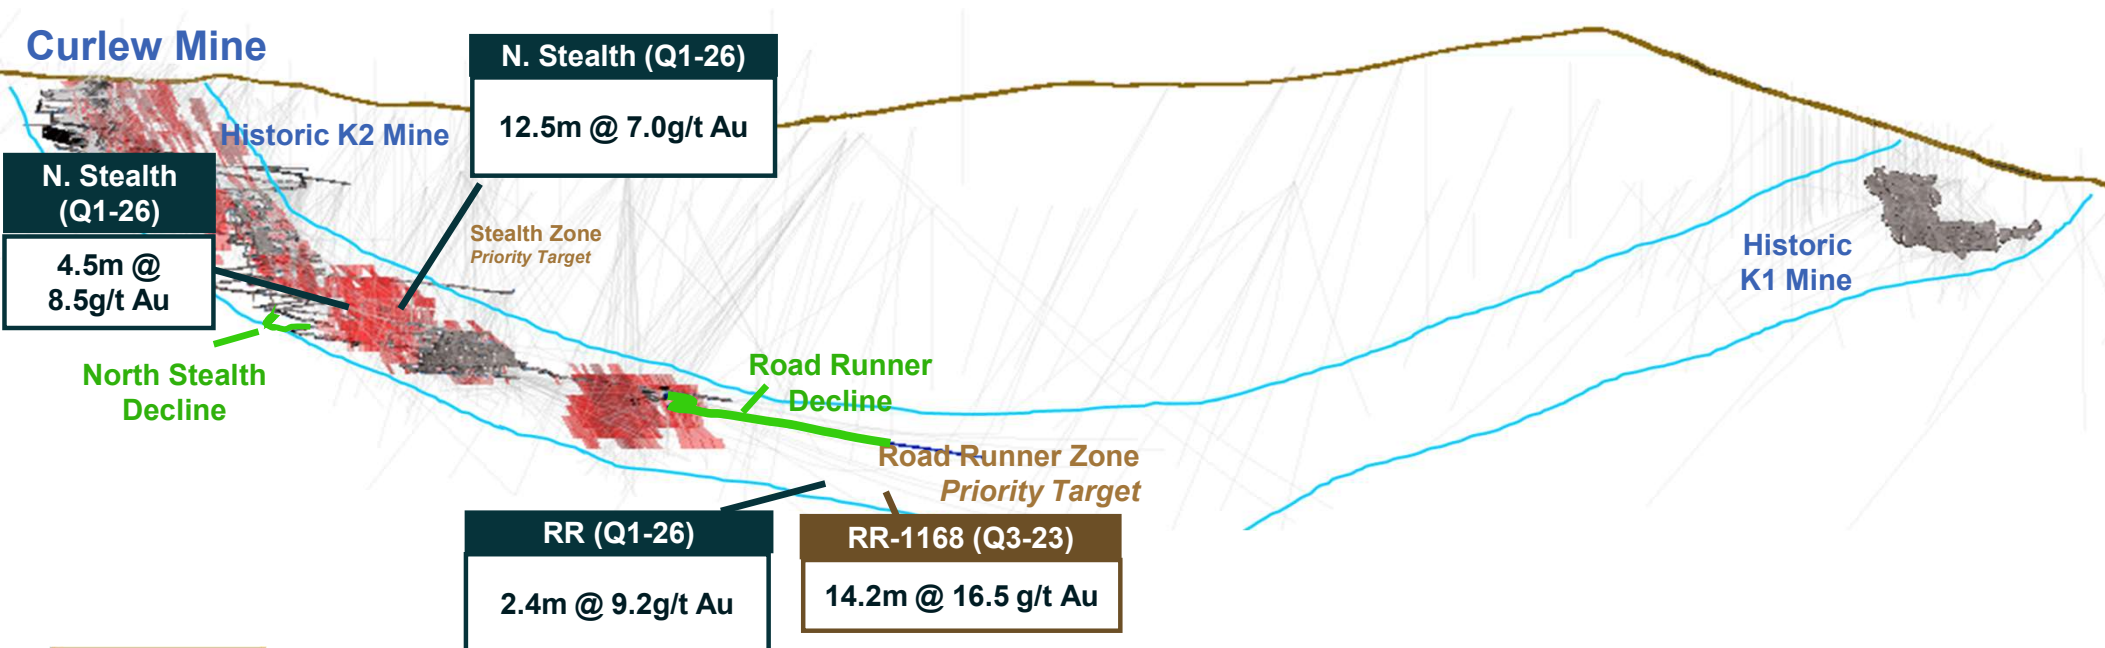 Curlew Mine
N. Stealth (Q1-26)
12.5m @ 7.0g/t Au
Historic K2 Mine
N. Stealth
(Q1-26)
4.5m @
8.5g/t Au
Stealth Zone
Priority Target
Historic
K1 Mine
North Stealth
Decline
Road Runner
Decline
Road Runner Zone
Priority Target
RR (Q1-26)
2.4m @ 9.2g/t Au
RR-1168 (Q3-23)
14.2m @ 16.5 g/t Au